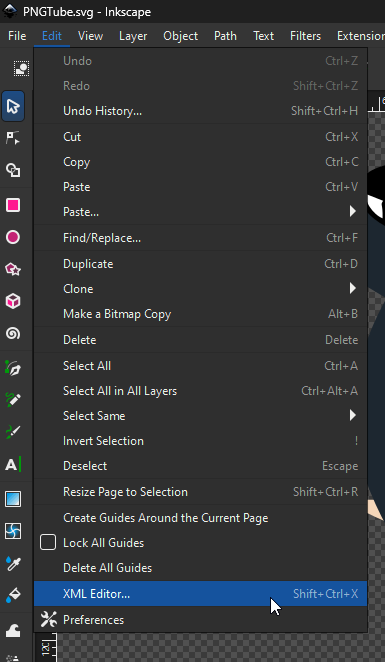 PNGTube.svg - Inkscape
File Edit View Layer Object Path Text Filters Extension
Undo Ctrl+Z
Redo Shift+Ctrl+Z
Undo History... Shift+Ctrl+H
Cut Ctrl+X
Copy Ctrl+C
Paste Ctrl+V
Paste...
Find/Replace... Ctrl+F
Duplicate Ctrl+D
Clone
Make a Bitmap Copy Alt+B
Delete Delete
Select All Ctrl+A
Select All in All Layers Ctrl+Alt+A
Select Same
Invert Selection !
Deselect Escape
Resize Page to Selection Shift+Ctrl+R
Create Guides Around the Current Page
Lock All Guides
Delete All Guides
XML Editor... Shift+Ctrl+X
Preferences